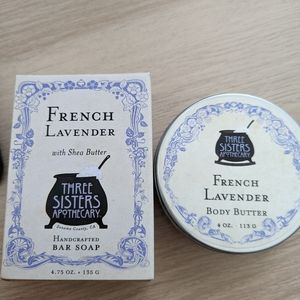 FRENCH
LAVENDER
with Shea Butter
THREE
SISTERS
APOTHECARY
Sonoma County, CA
HANDCRAFTED
BAR SOAP
4.75 OZ. • 135 G
THREE
SISTERS
APOTHECARY
FRENCH
LAVENDER
BODY BUTTER
4 OZ. • 113 G